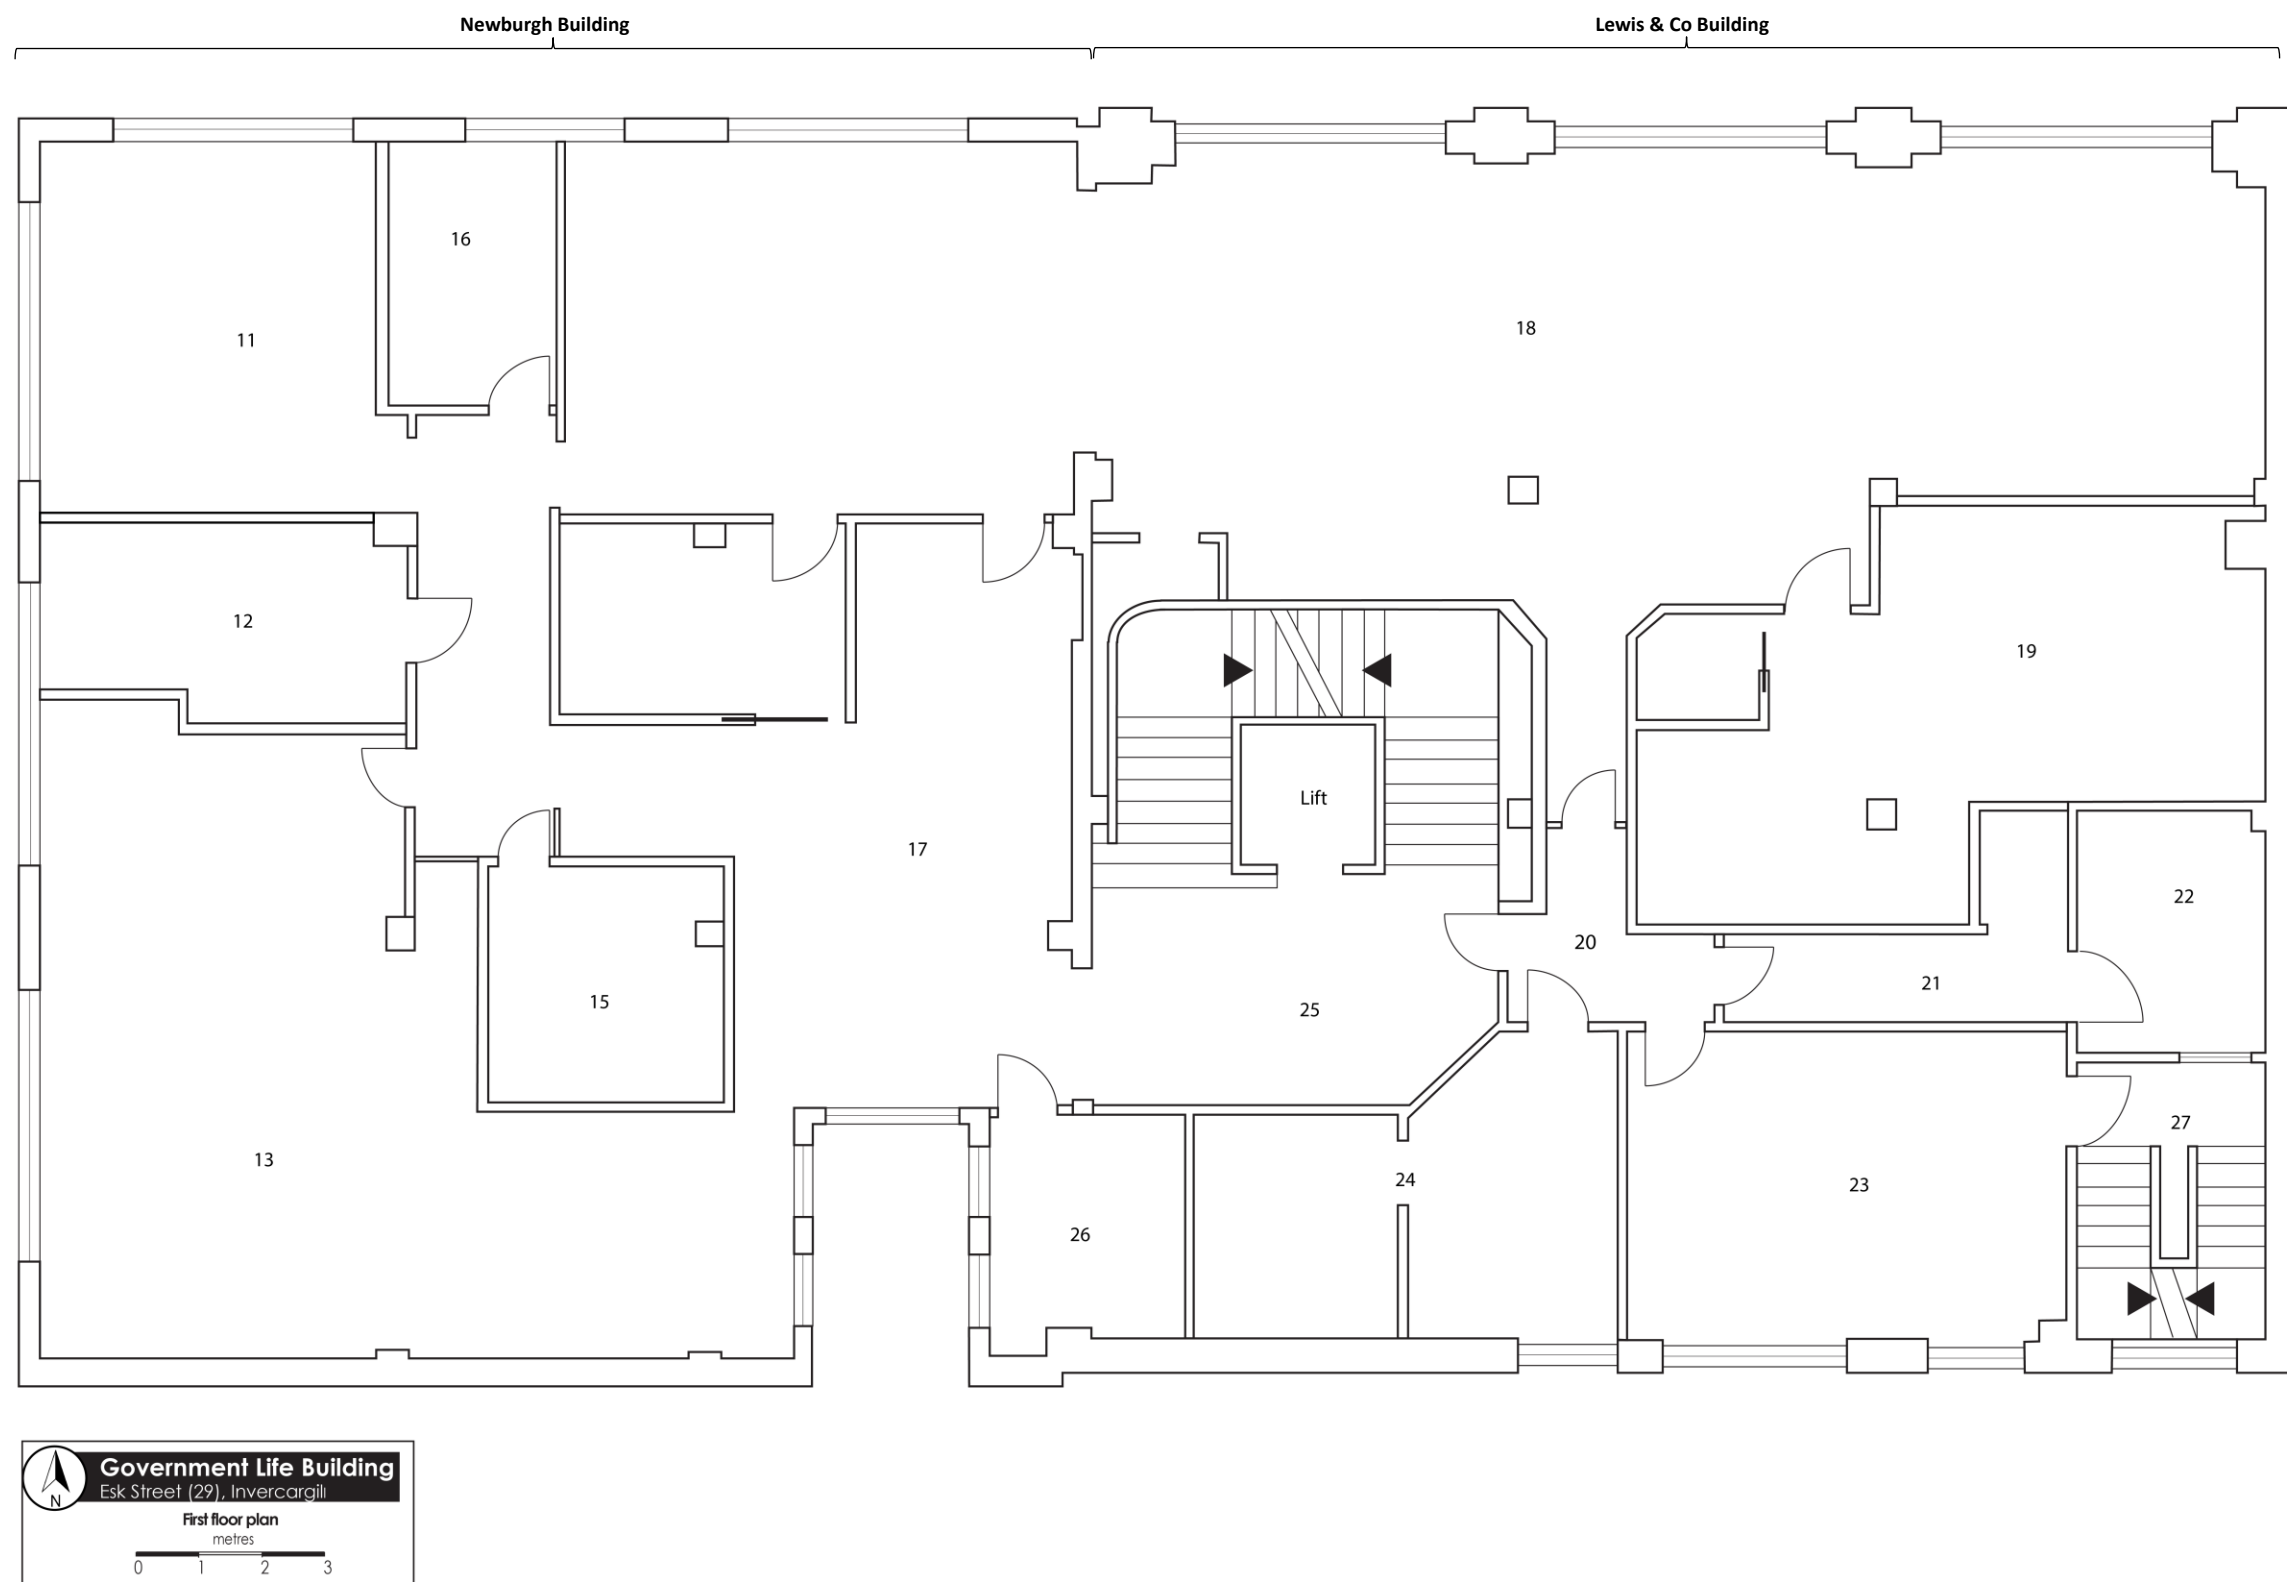 Newburgh Building
Lewis & Co Building
16
11
18
12
19
Lift
17
22
20
21
15
25
27
13
24
23
26
Government Life Building
Esk Street (29), Invercargill
First floor plan
metres
0 1 2 3
N